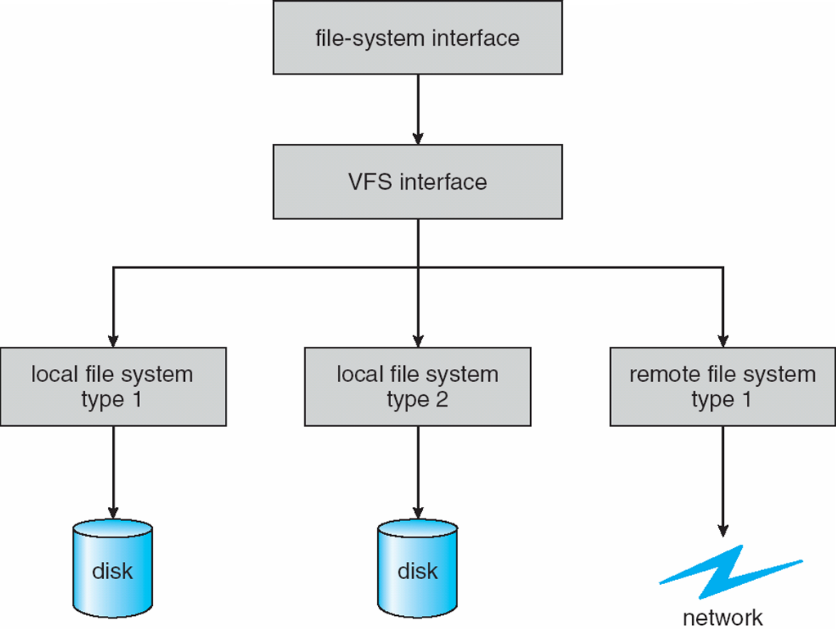 file-system interface
VFS interface
local file system
type 1
local file system
type 2
remote file system
type 1
disk
disk
network